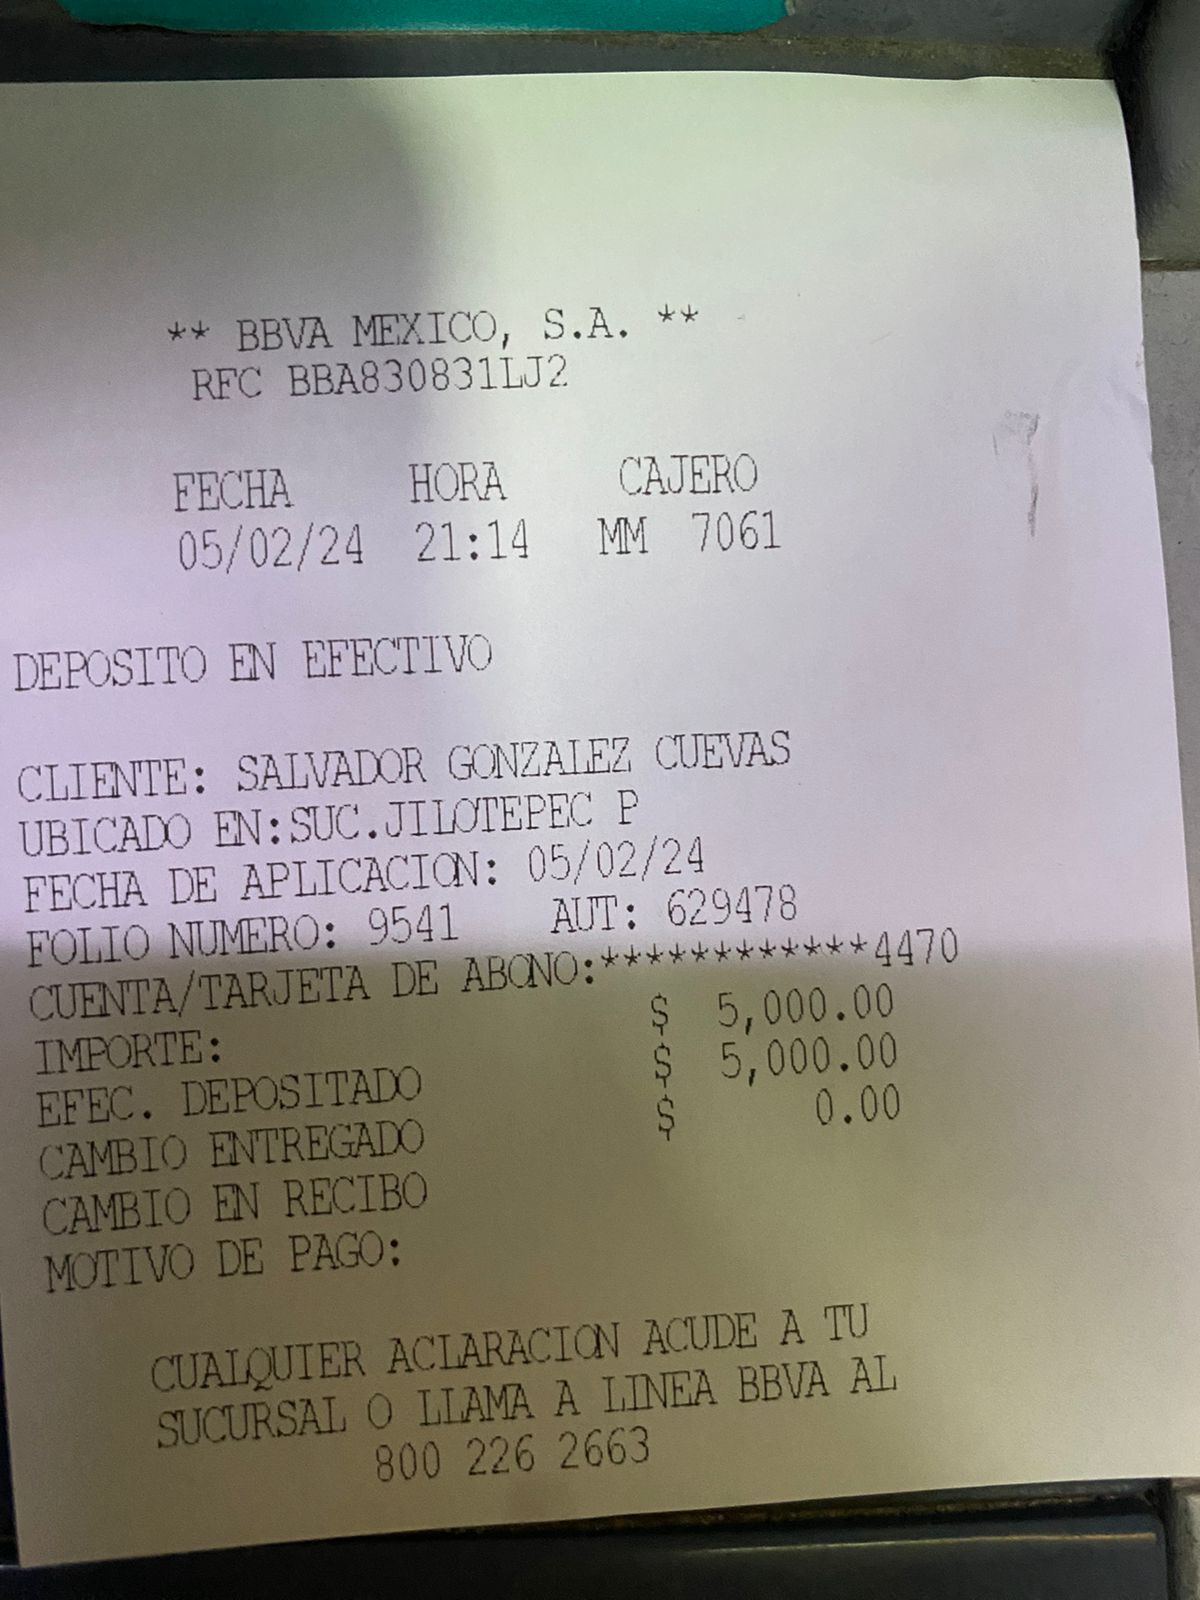 ** BBVA MEXICO, S.A. **
RFC BBA830831LJ2
FECHA HORA CAJERO
05/02/24 21:14 MM 7061
DEPOSITO EN EFECTIVO
CLIENTE: SALVADOR GONZALEZ CUEVAS
UBICADO EN:SUC.JILOTEPEC P
FECHA DE APLICACION: 05/02/24
FOLIO NUMERO: 9541 AUT: 629478
CUENTA/TARJETA DE ABONO:************4470
IMPORTE: $ 5,000.00
EFEC. DEPOSITADO $ 5,000.00
CAMBIO ENTREGADO $ 0.00
CAMBIO EN RECIBO
MOTIVO DE PAGO:
CUALQUIER ACLARACION ACUDE A TU
SUCURSAL O LLAMA A LINEA BBVA AL
800 226 2663